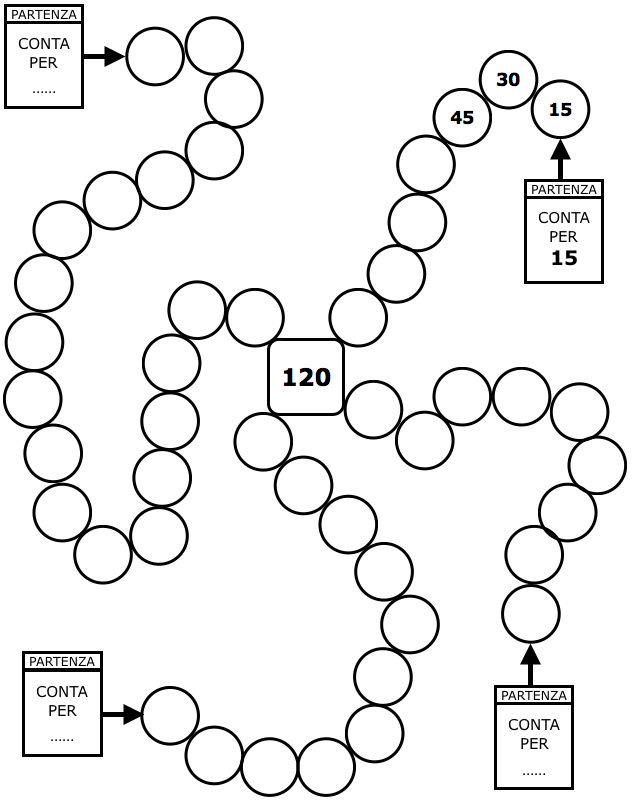 PARTENZA
CONTA
PER
......
30
45
15
PARTENZA
CONTA
PER
15
120
PARTENZA
CONTA
PER
......
PARTENZA
CONTA
PER
......